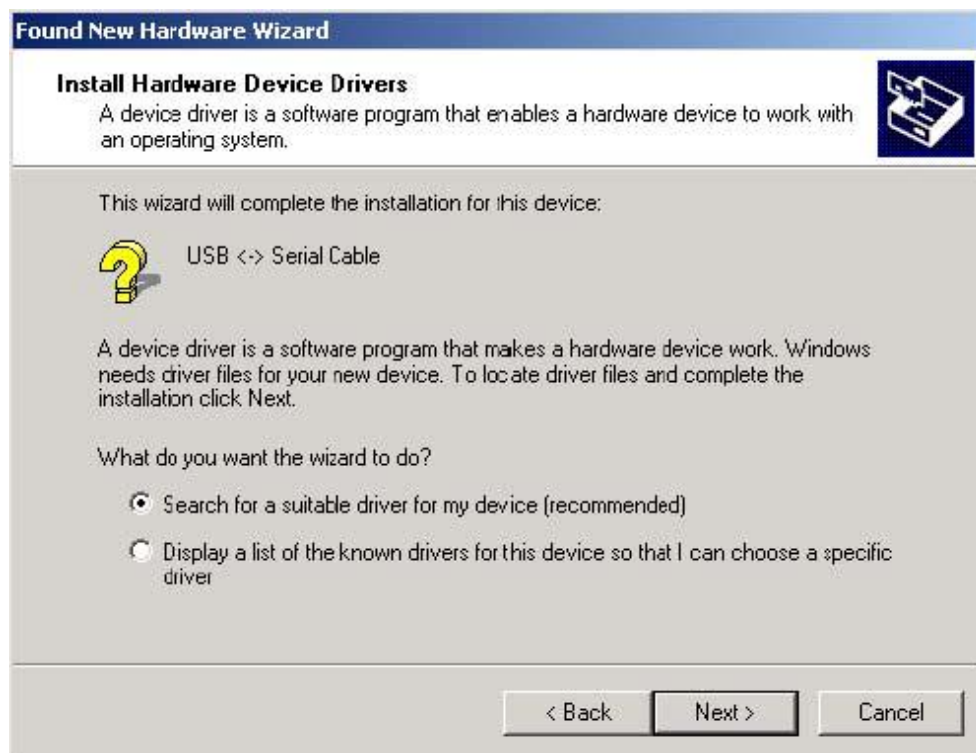 Found New Hardware Wizard
Install Hardware Device Drivers
A device driver is a software program that enables a hardware device to work with
an operating system.
This wizard will complete the installation for this device:
USB <-> Serial Cable
A device driver is a software program that makes a hardware device work. Windows
needs driver files for your new device. To locate driver files and complete the
installation click Next.
What do you want the wizard to do?
Search for a suitable driver for my device (recommended)
Display a list of the known drivers for this device so that I can choose a specific
driver
< Back
Next >
Cancel